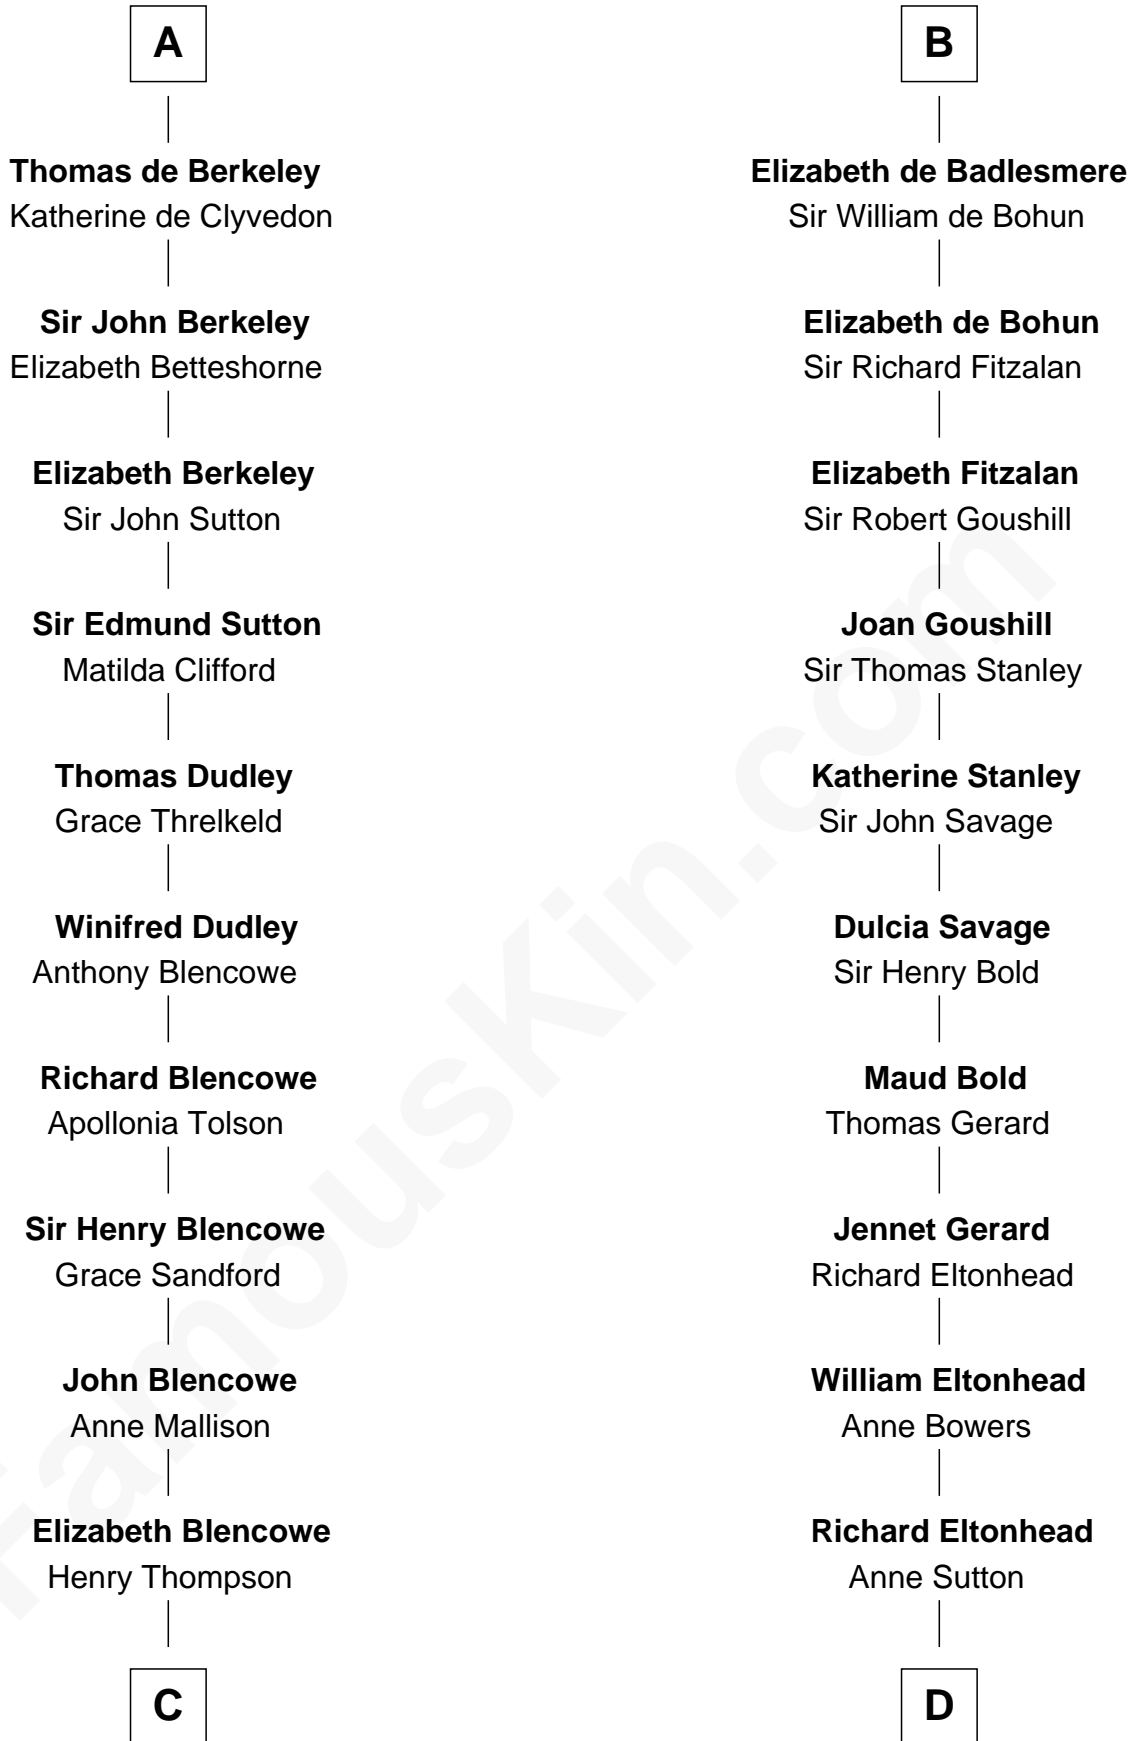 A
Thomas de Berkeley
Katherine de Clyvedon
Sir John Berkeley
Elizabeth Betteshorne
Elizabeth Berkeley
Sir John Sutton
Sir Edmund Sutton
Matilda Clifford
Thomas Dudley
Grace Threlkeld
Winifred Dudley
Anthony Blencowe
Richard Blencowe
Apollonia Tolson
Sir Henry Blencowe
Grace Sandford
John Blencowe
Anne Mallison
Elizabeth Blencowe
Henry Thompson
C
B
Elizabeth de Badlesmere
Sir William de Bohun
Elizabeth de Bohun
Sir Richard Fitzalan
Elizabeth Fitzalan
Sir Robert Goushill
Joan Goushill
Sir Thomas Stanley
Katherine Stanley
Sir John Savage
Dulcia Savage
Sir Henry Bold
Maud Bold
Thomas Gerard
Jennet Gerard
Richard Eltonhead
William Eltonhead
Anne Bowers
Richard Eltonhead
Anne Sutton
D
FamousKin.com